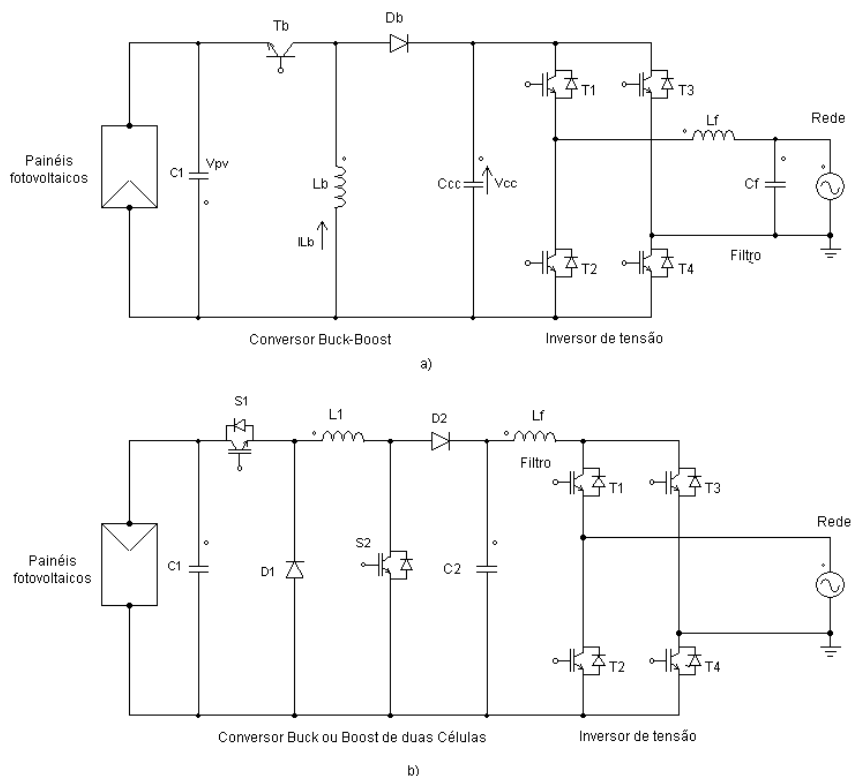 Tb
Db
T1
T3
Lf
Rede
Painéis
fotovoltaicos
C1
Vpv
Lb
Ccc
Vcc
Cf
ILb
T2
T4
Filtro
Conversor Buck-Boost
Inversor de tensão
a)
S1
L1
D2
Lf
Filtro
T1
T3
Rede
Painéis
fotovoltaicos
C1
D1
S2
C2
T2
T4
Conversor Buck ou Boost de duas Células
Inversor de tensão
b)